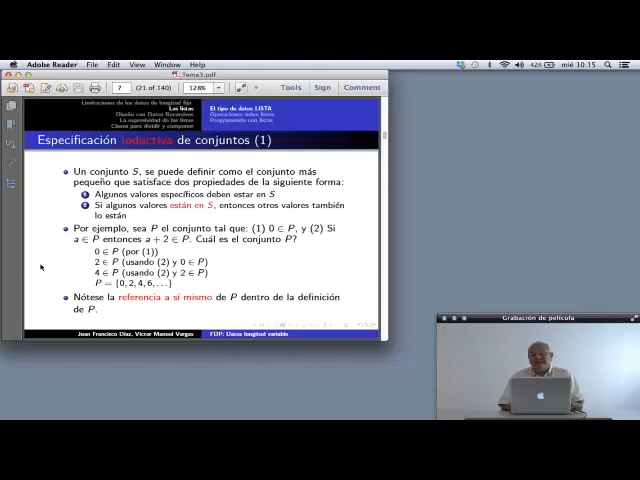 Adobe Reader File Edit View Window Help 42% mié 10:15
Tema3.pdf
7 (21 of 140) 128% Tools Sign Comment
Limitaciones de los datos de longitud fija
Las listas
Diseño con Datos Recursivos
La expresividad de las listas
Claves para dividir y componer
El tipo de datos LISTA
Operaciones sobre listas
Programando con listas
Especificación inductiva de conjuntos (1)
Un conjunto S, se puede definir como el conjunto más
pequeño que satisface dos propiedades de la siguiente forma:
1 Algunos valores específicos deben estar en S
2 Si algunos valores están en S, entonces otros valores también
lo están
Por ejemplo, sea P el conjunto tal que: (1) 0 ∈ P, y (2) Si
a ∈ P entonces a + 2 ∈ P. Cuál es el conjunto P?
0 ∈ P (por (1))
2 ∈ P (usando (2) y 0 ∈ P)
4 ∈ P (usando (2) y 2 ∈ P)
P = {0, 2, 4, 6, ...}
Nótese la referencia a sí mismo de P dentro de la definición
de P.
Juan Francisco Díaz, Víctor Manuel Vargas FDP: Datos longitud variable
Grabación de película